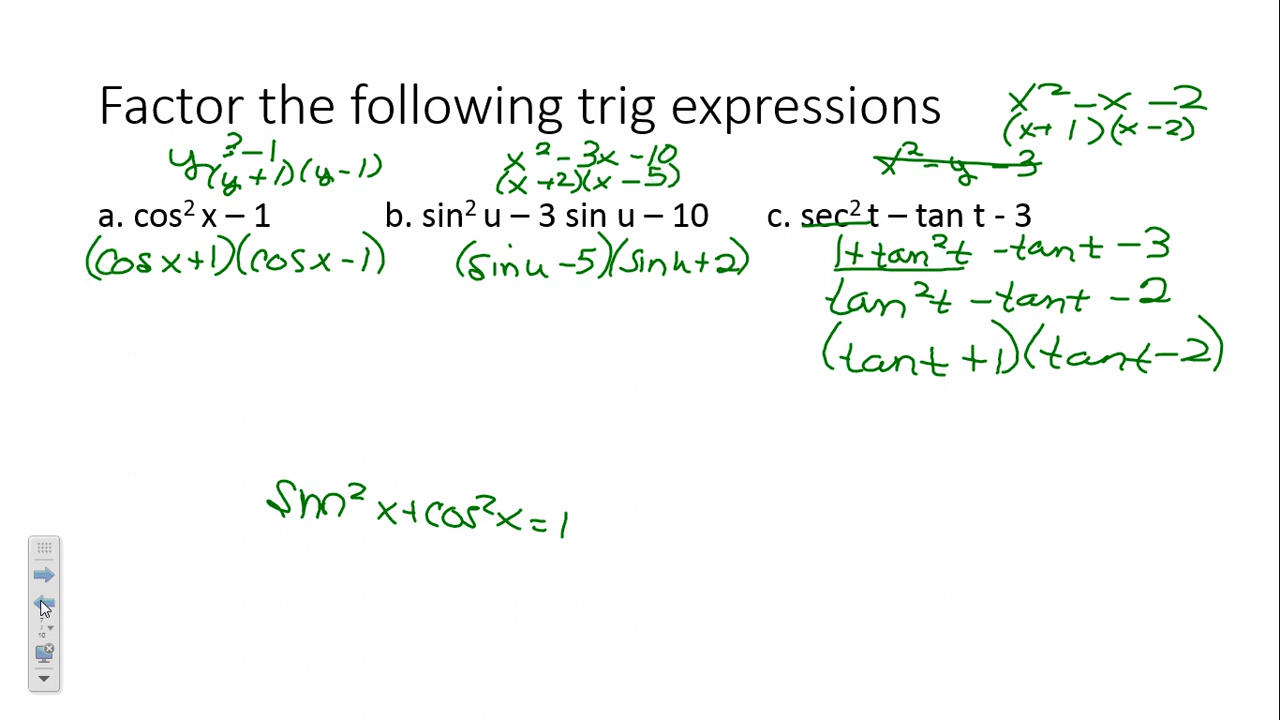 Factor the following trig expressions
x² - x - 2
(x + 1)(x - 2)
y² - 1
(y + 1)(y - 1)
x² - 3x - 10
(x + 2)(x - 5)
x² - y - 3
a. cos² x – 1
b. sin² u – 3 sin u – 10
c. sec² t – tan t - 3
(cos x + 1)(cos x - 1)
(sin u - 5)(sin u + 2)
1 + tan² t - tan t - 3
tan² t - tan t - 2
(tan t + 1)(tan t - 2)
sin² x + cos² x = 1
7
/
10